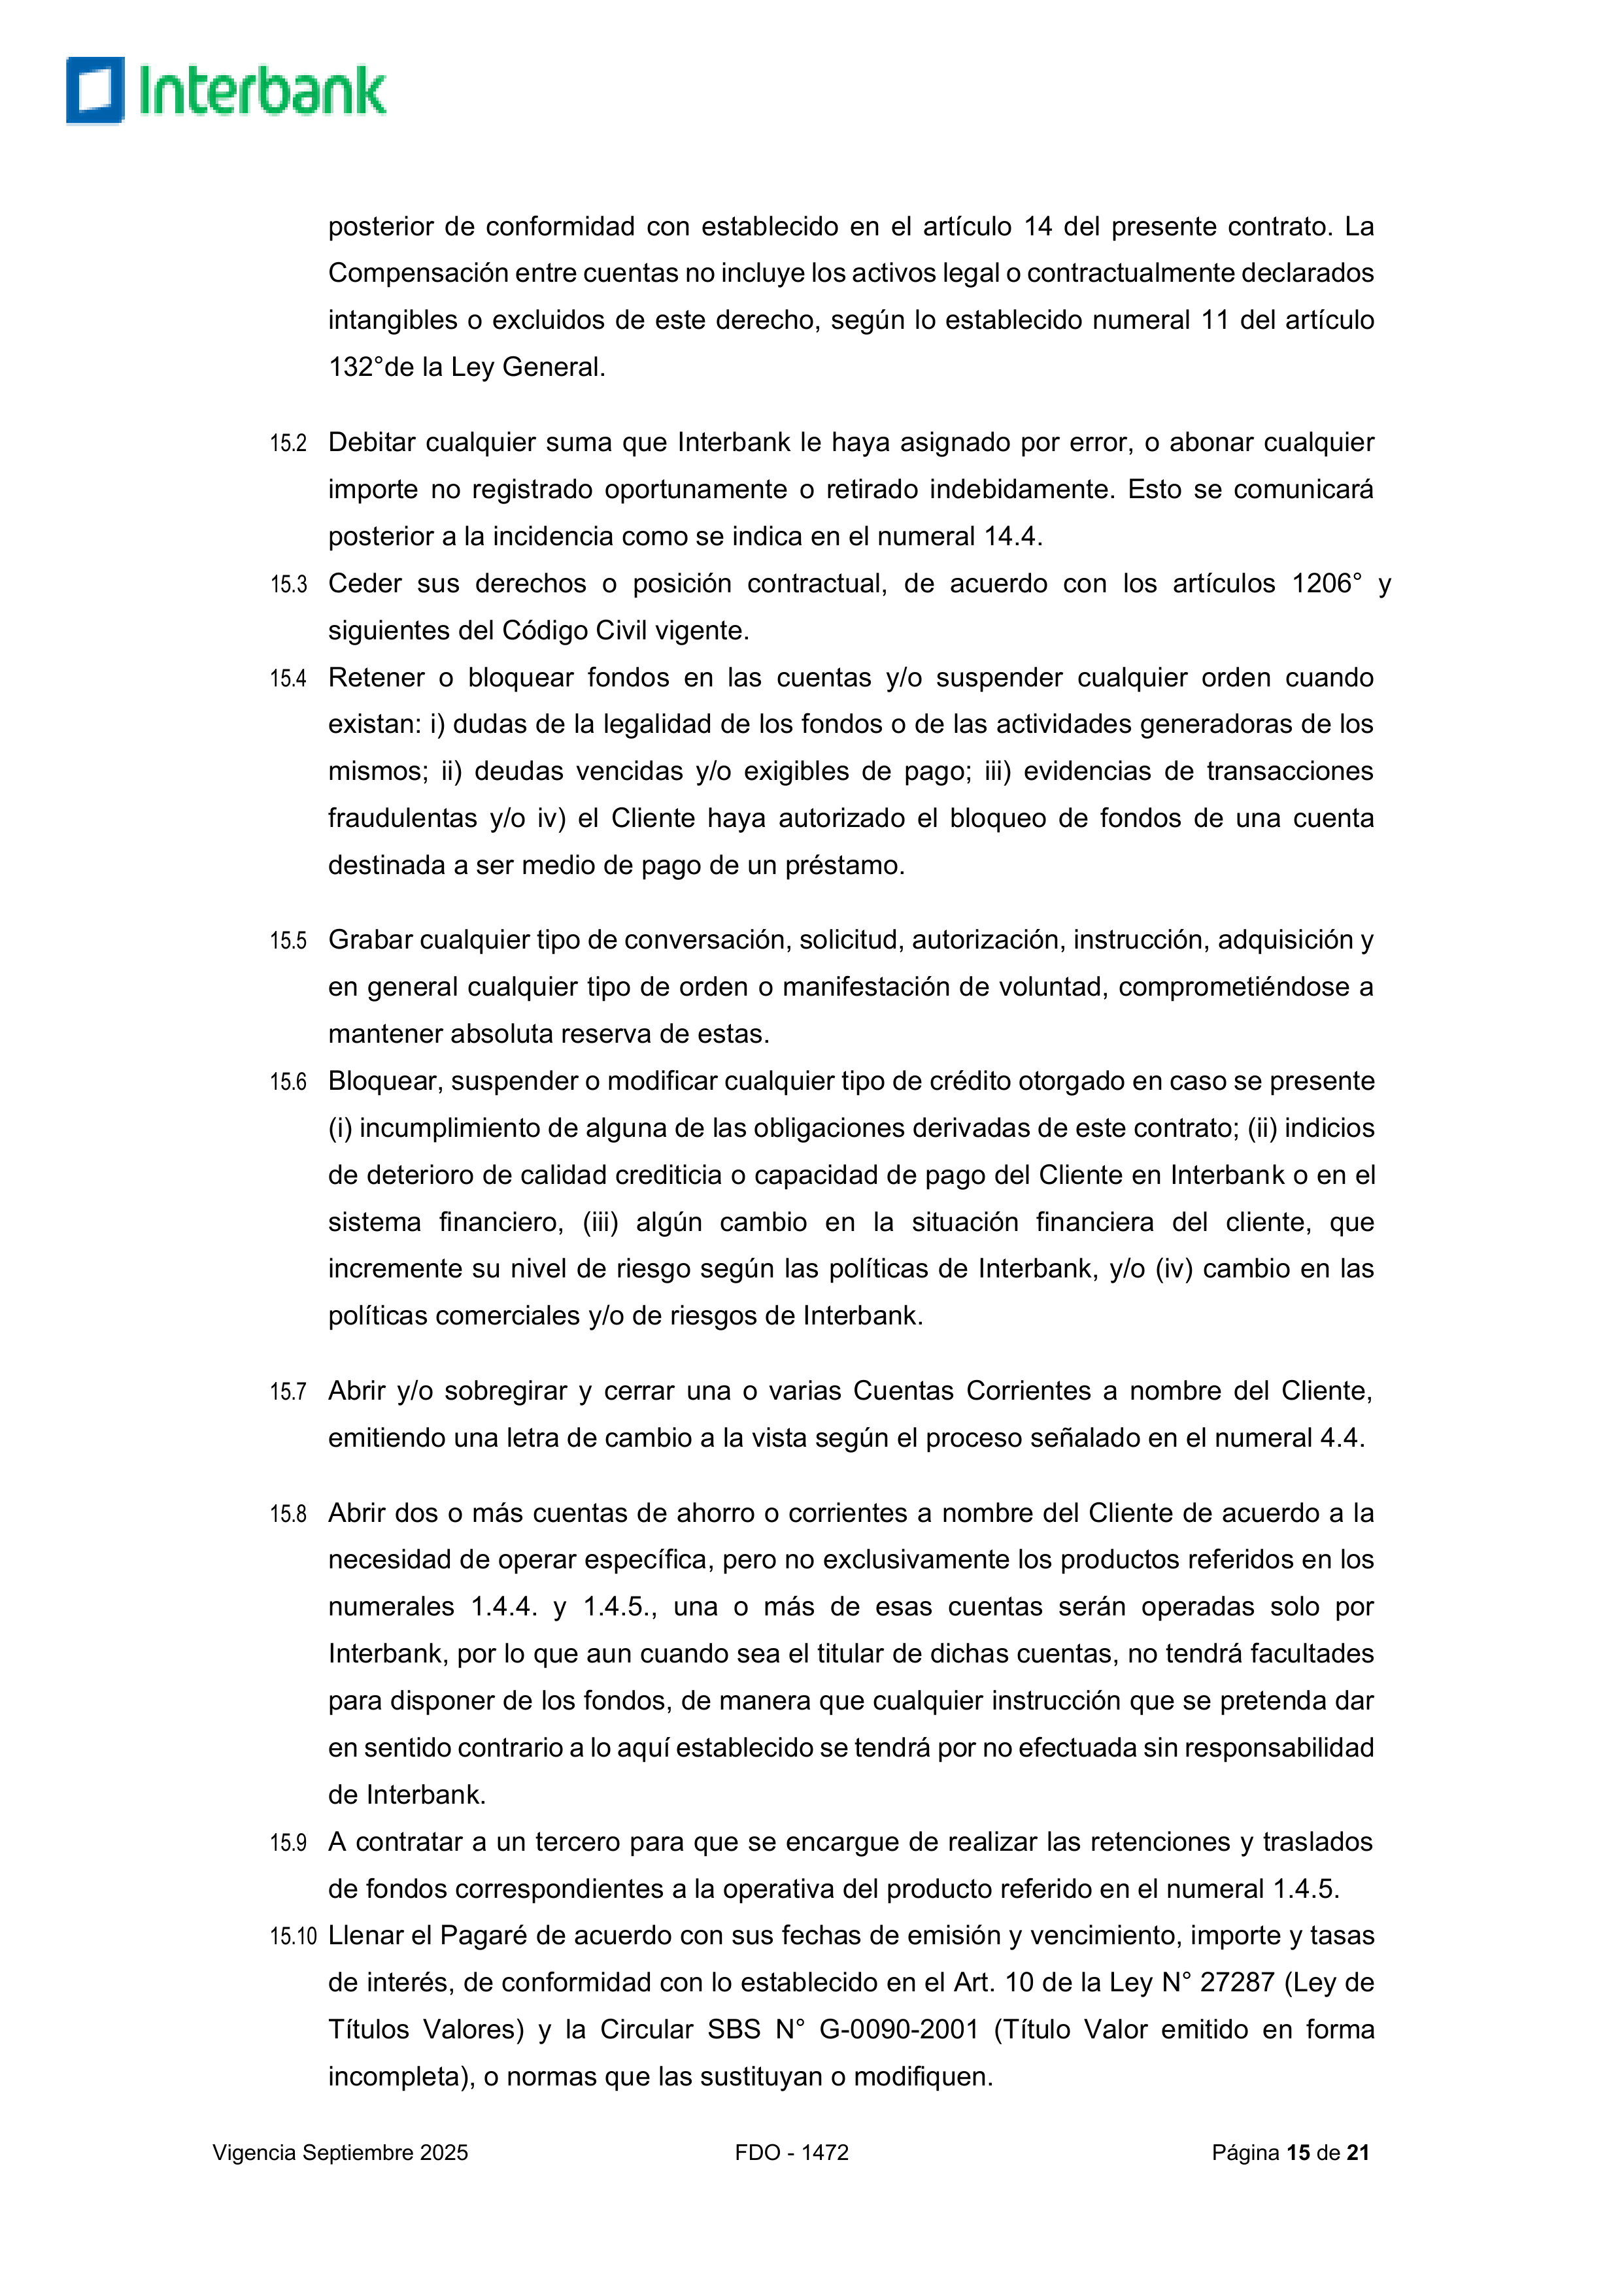 Interbank
posterior de conformidad con establecido en el artículo 14 del presente contrato. La
Compensación entre cuentas no incluye los activos legal o contractualmente declarados
intangibles o excluidos de este derecho, según lo establecido numeral 11 del artículo
132°de la Ley General.
15.2 Debitar cualquier suma que Interbank le haya asignado por error, o abonar cualquier
importe no registrado oportunamente o retirado indebidamente. Esto se comunicará
posterior a la incidencia como se indica en el numeral 14.4.
15.3 Ceder sus derechos o posición contractual, de acuerdo con los artículos 1206° y
siguientes del Código Civil vigente.
15.4 Retener o bloquear fondos en las cuentas y/o suspender cualquier orden cuando
existan: i) dudas de la legalidad de los fondos o de las actividades generadoras de los
mismos; ii) deudas vencidas y/o exigibles de pago; iii) evidencias de transacciones
fraudulentas y/o iv) el Cliente haya autorizado el bloqueo de fondos de una cuenta
destinada a ser medio de pago de un préstamo.
15.5 Grabar cualquier tipo de conversación, solicitud, autorización, instrucción, adquisición y
en general cualquier tipo de orden o manifestación de voluntad, comprometiéndose a
mantener absoluta reserva de estas.
15.6 Bloquear, suspender o modificar cualquier tipo de crédito otorgado en caso se presente
(i) incumplimiento de alguna de las obligaciones derivadas de este contrato; (ii) indicios
de deterioro de calidad crediticia o capacidad de pago del Cliente en Interbank o en el
sistema financiero, (iii) algún cambio en la situación financiera del cliente, que
incremente su nivel de riesgo según las políticas de Interbank, y/o (iv) cambio en las
políticas comerciales y/o de riesgos de Interbank.
15.7 Abrir y/o sobregirar y cerrar una o varias Cuentas Corrientes a nombre del Cliente,
emitiendo una letra de cambio a la vista según el proceso señalado en el numeral 4.4.
15.8 Abrir dos o más cuentas de ahorro o corrientes a nombre del Cliente de acuerdo a la
necesidad de operar específica, pero no exclusivamente los productos referidos en los
numerales 1.4.4. y 1.4.5., una o más de esas cuentas serán operadas solo por
Interbank, por lo que aun cuando sea el titular de dichas cuentas, no tendrá facultades
para disponer de los fondos, de manera que cualquier instrucción que se pretenda dar
en sentido contrario a lo aquí establecido se tendrá por no efectuada sin responsabilidad
de Interbank.
15.9 A contratar a un tercero para que se encargue de realizar las retenciones y traslados
de fondos correspondientes a la operativa del producto referido en el numeral 1.4.5.
15.10 Llenar el Pagaré de acuerdo con sus fechas de emisión y vencimiento, importe y tasas
de interés, de conformidad con lo establecido en el Art. 10 de la Ley N° 27287 (Ley de
Títulos Valores) y la Circular SBS N° G-0090-2001 (Título Valor emitido en forma
incompleta), o normas que las sustituyan o modifiquen.
Vigencia Septiembre 2025 FDO - 1472 Página 15 de 21